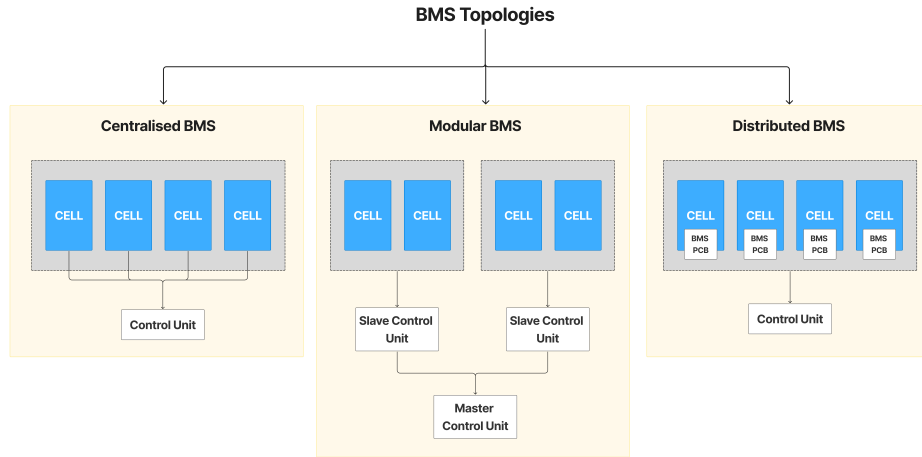 BMS Topologies
Centralised BMS
CELL
CELL
CELL
CELL
Control Unit
Modular BMS
CELL
CELL
CELL
CELL
Slave Control
Unit
Slave Control
Unit
Master
Control Unit
Distributed BMS
CELL
BMS
PCB
CELL
BMS
PCB
CELL
BMS
PCB
CELL
BMS
PCB
Control Unit